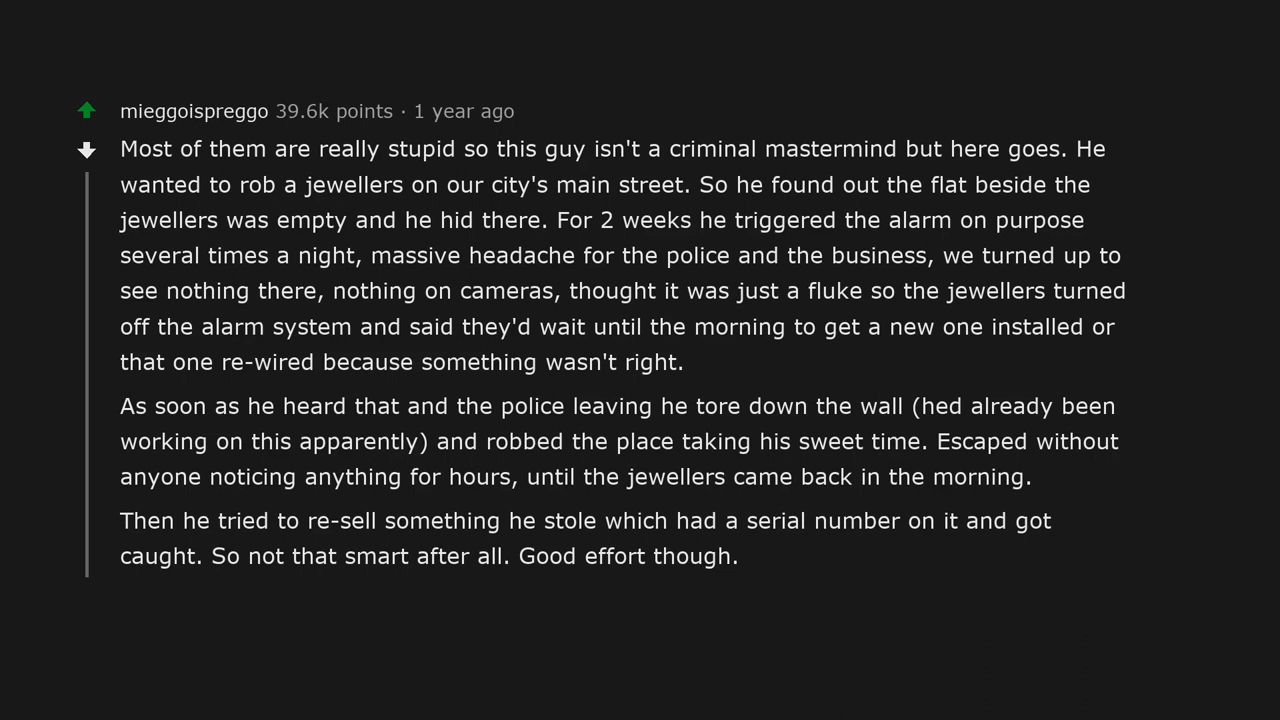 mieggoispreggo 39.6k points · 1 year ago
Most of them are really stupid so this guy isn't a criminal mastermind but here goes. He
wanted to rob a jewellers on our city's main street. So he found out the flat beside the
jewellers was empty and he hid there. For 2 weeks he triggered the alarm on purpose
several times a night, massive headache for the police and the business, we turned up to
see nothing there, nothing on cameras, thought it was just a fluke so the jewellers turned
off the alarm system and said they'd wait until the morning to get a new one installed or
that one re-wired because something wasn't right.
As soon as he heard that and the police leaving he tore down the wall (hed already been
working on this apparently) and robbed the place taking his sweet time. Escaped without
anyone noticing anything for hours, until the jewellers came back in the morning.
Then he tried to re-sell something he stole which had a serial number on it and got
caught. So not that smart after all. Good effort though.